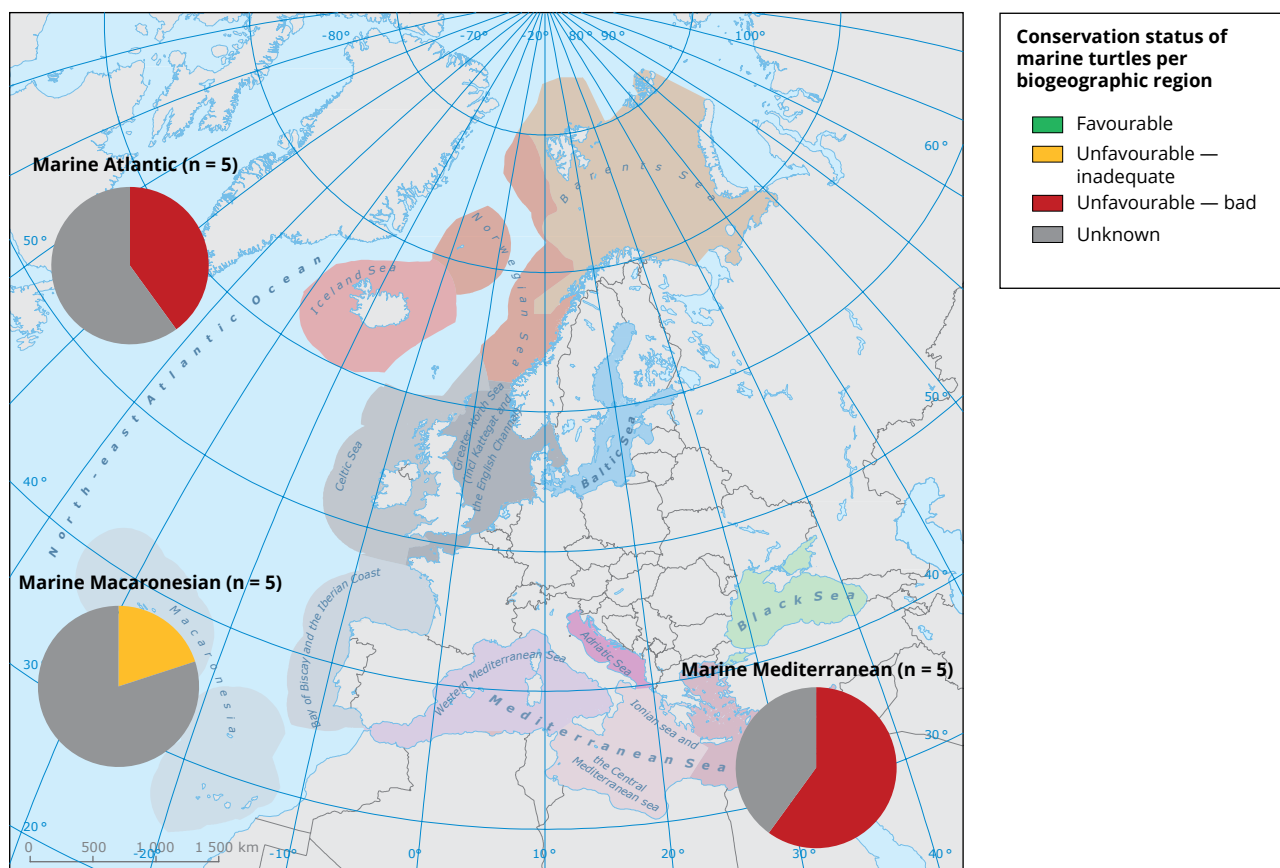 Conservation status of
marine turtles per
biogeographic region
Favourable
Unfavourable —
inadequate
Unfavourable — bad
Unknown
-80°
-70°
-20°
80°
90°
100°
60°
Marine Atlantic (n = 5)
Barents Sea
50°
Norwegian Sea
Iceland Sea
North-east Atlantic Ocean
50°
Greater North Sea
(incl Kattegat and
the English Channel)
Celtic Sea
Baltic Sea
40°
40°
Marine Macaronesian (n = 5)
Bay of Biscay and the Iberian Coast
Macaronesia
Black Sea
Adriatic Sea
Western Mediterranean Sea
Marine Mediterranean (n = 5)
30
Mediterranean Sea
Ionian sea and
the Central
Mediterranean sea
30°
20°
0 500 1 000 1 500 km
-20°
-10°
0°
10°
20°
30°
40°